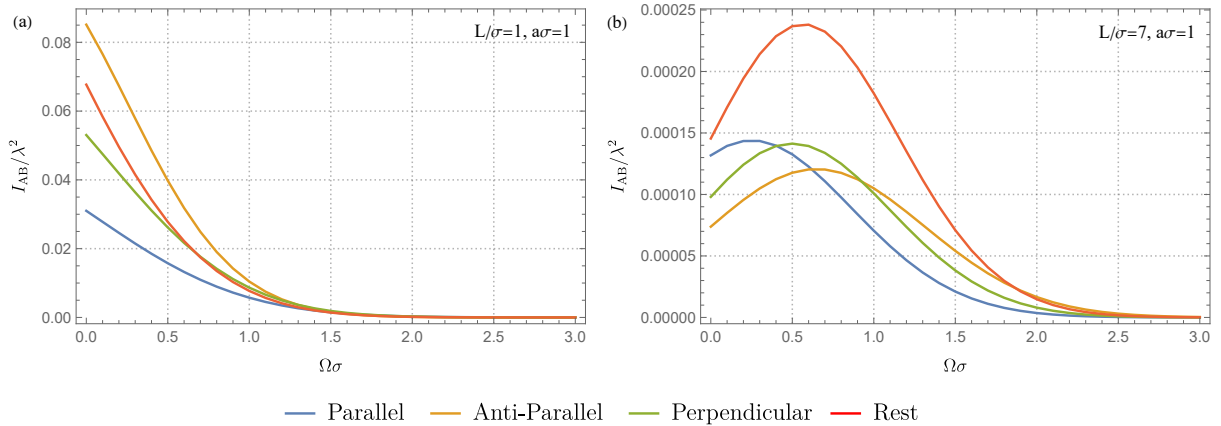 (a)
L/σ=1, aσ=1
I_AB/λ²
0.08
0.06
0.04
0.02
0.00
0.0 0.5 1.0 1.5 2.0 2.5 3.0
Ωσ
(b)
L/σ=7, aσ=1
I_AB/λ²
0.00025
0.00020
0.00015
0.00010
0.00005
0.00000
0.0 0.5 1.0 1.5 2.0 2.5 3.0
Ωσ
Parallel Anti-Parallel Perpendicular Rest